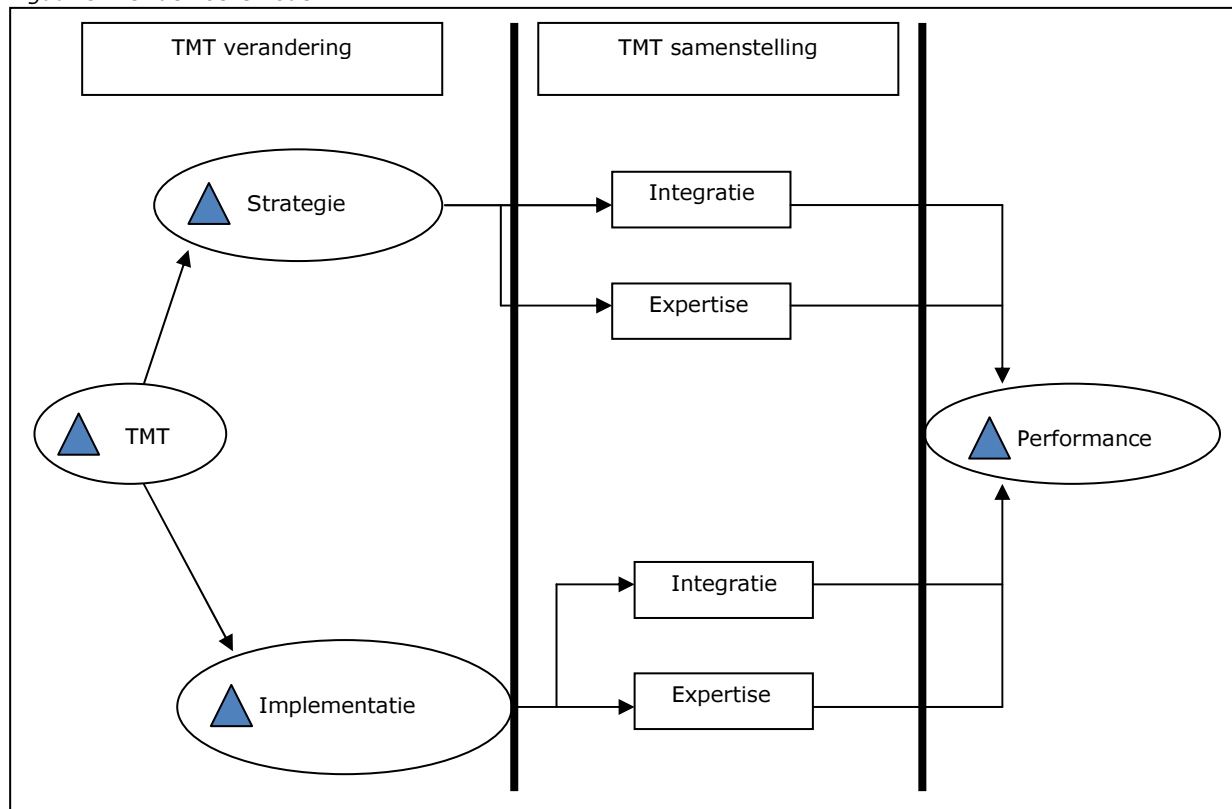 TMT verandering
TMT samenstelling
Strategie
Integratie
Expertise
TMT
Performance
Integratie
Implementatie
Expertise